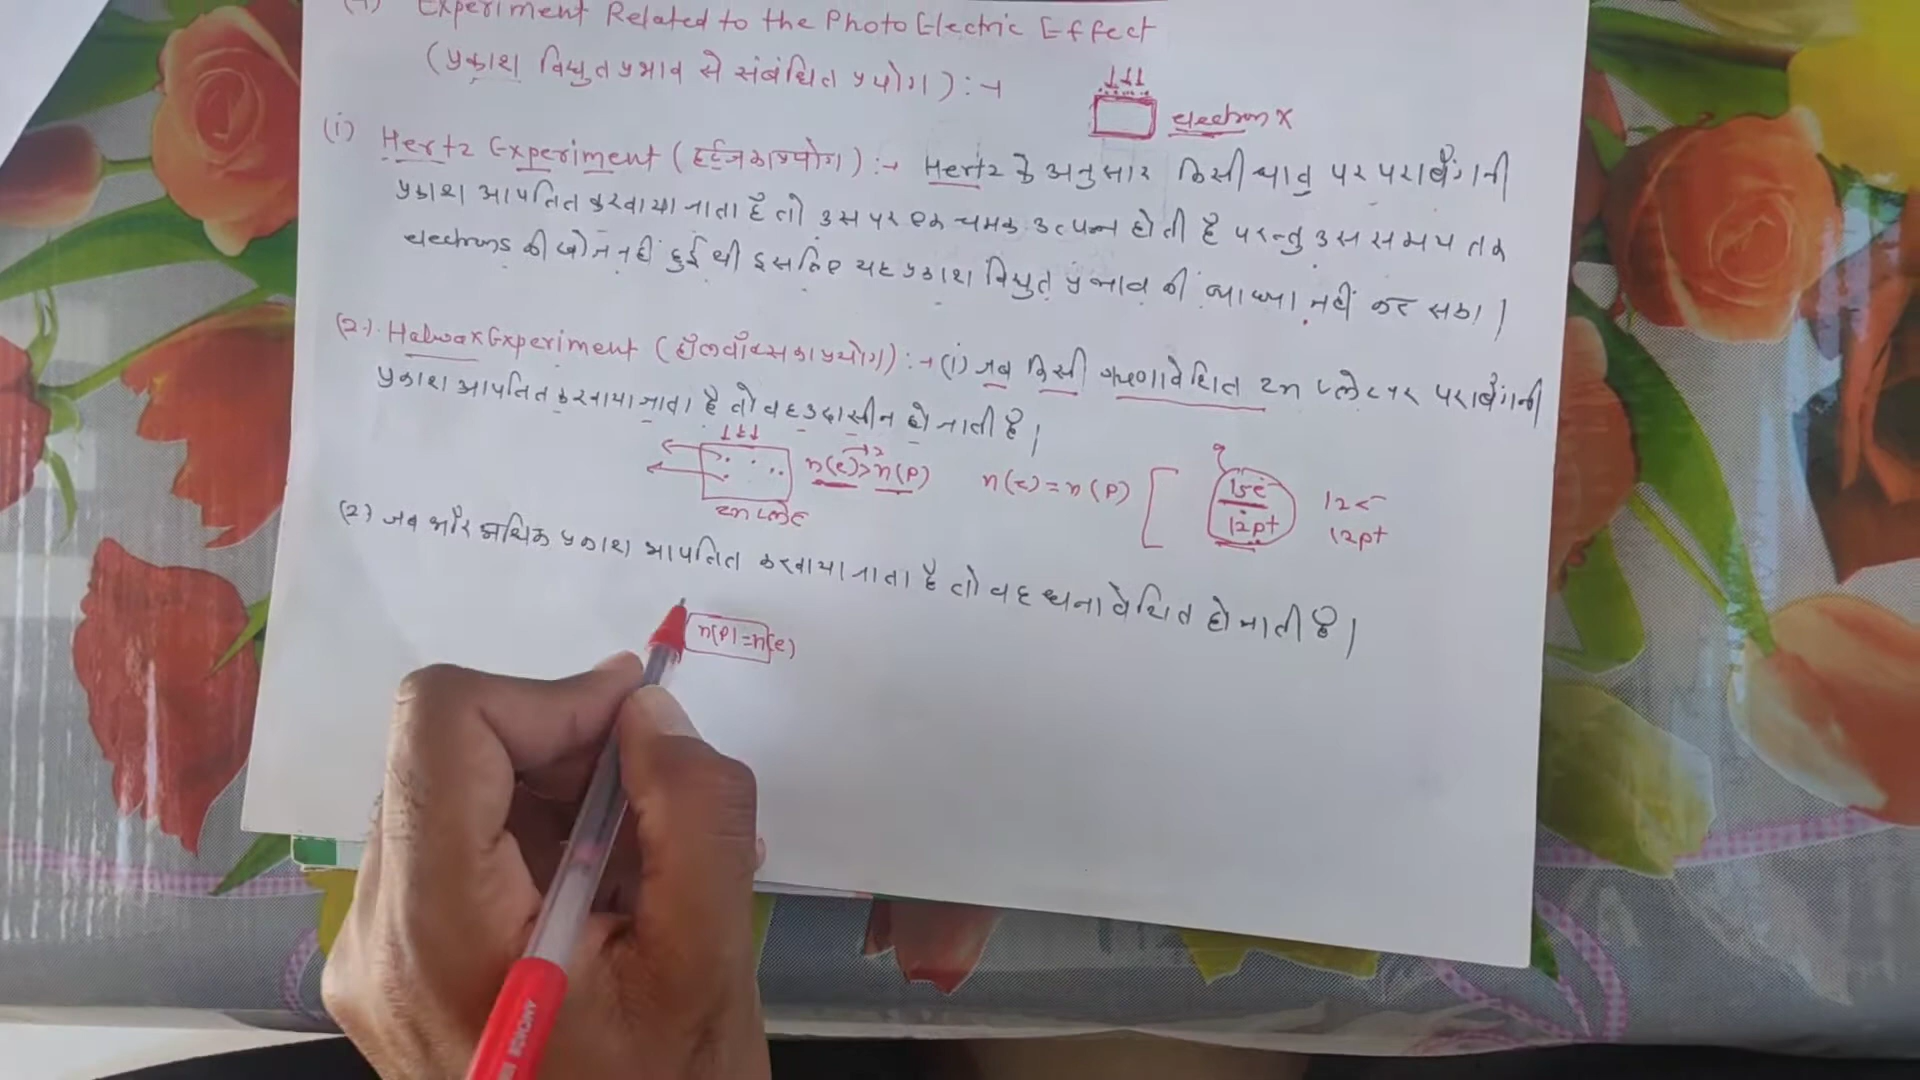 Experiment Related to the Photo Electric Effect
(प्रकाश विधुत प्रभाव से संबंधित प्रयोग) :→
electron x
(i) Hertz Experiment (हर्ट्ज का प्रयोग) :→ Hertz के अनुसार किसी धातु पर पराबैंगनी
प्रकाश आपतित करवाया जाता है तो उस पर एक चमक उत्पन्न होती है परन्तु उस समय तक
electrons की खोज नहीं हुई थी इसलिए यह प्रकाश विधुत प्रभाव की व्याख्या नहीं कर सका।
(2.) Halwax Experiment (हॅालवॉक्स का प्रयोग) :→ (i) जब किसी ऋणावेशित zn प्लेट पर पराबैंगनी
प्रकाश आपतित करवाया जाता है तो वह उदासीन हो जाती है।
n(e)>n(p) n(e)=n(p) [ 15e- 12e-
zn प्लेट 12p+ 12p+
(2) जब और अधिक प्रकाश आपतित करवाया जाता है तो वह धनावेशित हो जाती है।
n(p)=n(e)